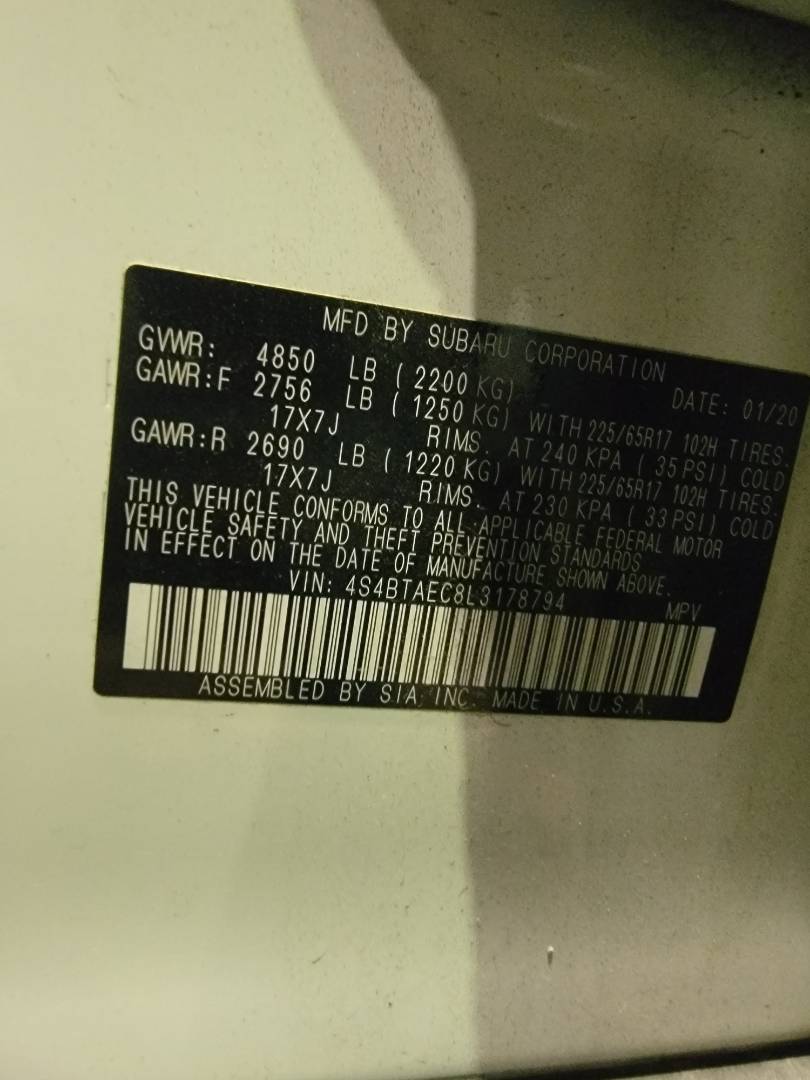 MFD BY SUBARU CORPORATION
GVWR: 4850 LB ( 2200 KG) DATE: 01/20
GAWR:F 2756 LB ( 1250 KG) WITH 225/65R17 102H TIRES.
17X7J RIMS. AT 240 KPA ( 35 PSI) COLD
GAWR:R 2690 LB ( 1220 KG) WITH 225/65R17 102H TIRES.
17X7J RIMS. AT 230 KPA ( 33 PSI) COLD
THIS VEHICLE CONFORMS TO ALL APPLICABLE FEDERAL MOTOR
VEHICLE SAFETY AND THEFT PREVENTION STANDARDS
IN EFFECT ON THE DATE OF MANUFACTURE SHOWN ABOVE.
VIN: 4S4BTAEC8L3178794 MPV
ASSEMBLED BY SIA, INC. MADE IN U.S.A.